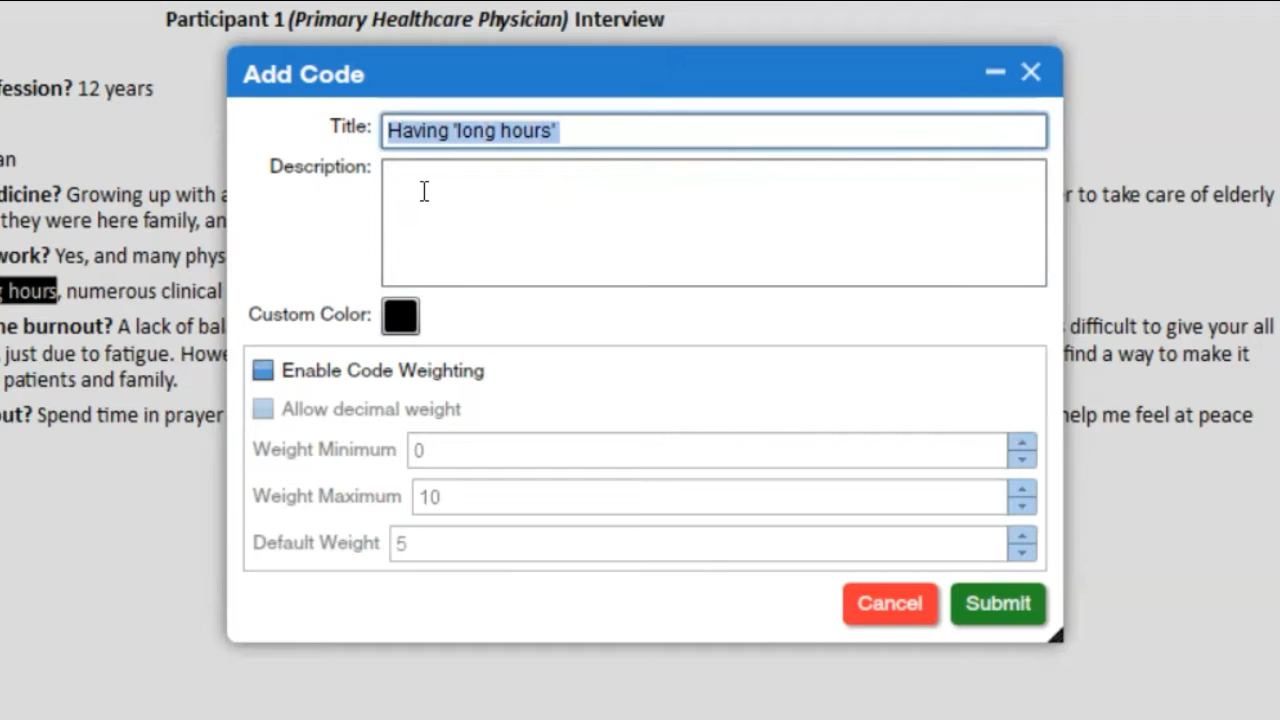 Participant 1 (Primary Healthcare Physician) Interview
fession? 12 years
Add Code
Title: Having 'long hours'
Description:
an
dicine? Growing up with a
r to take care of elderly
they were here family, an
work? Yes, and many phys
g hours, numerous clinical
Custom Color:
ne burnout? A lack of bal
difficult to give your all
just due to fatigue. Howe
find a way to make it
patients and family.
Enable Code Weighting
Allow decimal weight
out? Spend time in prayer
help me feel at peace
Weight Minimum 0
Weight Maximum 10
Default Weight 5
Cancel Submit